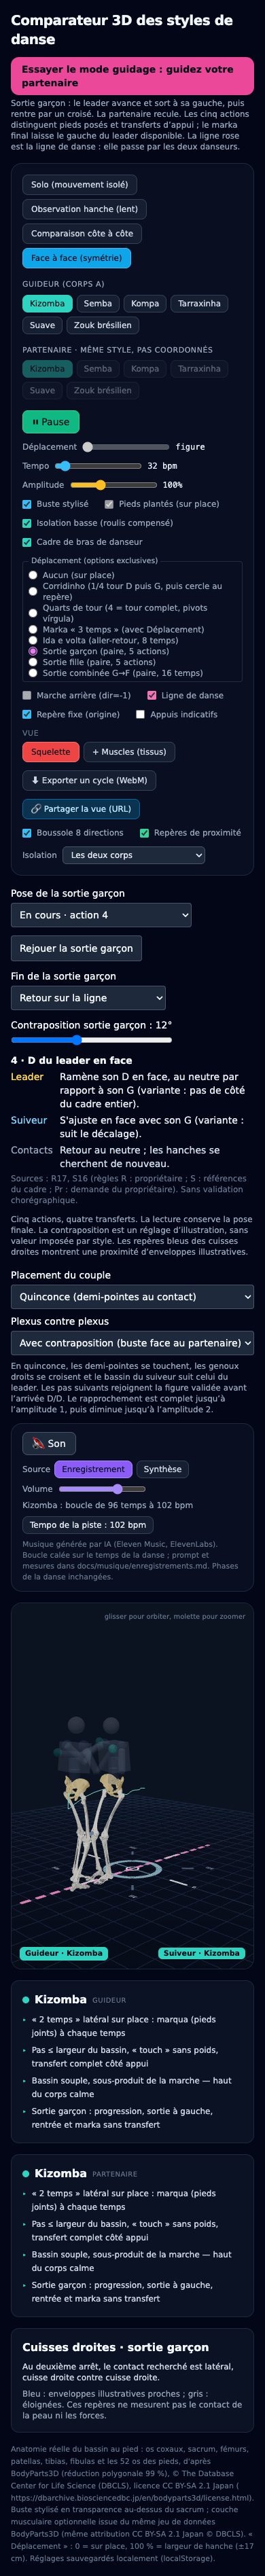 Comparateur 3D des styles de
danse
Essayer le mode guidage : guidez votre
partenaire
Sortie garçon : le leader avance et sort à sa gauche, puis
rentre par un croisé. La partenaire recule. Les cinq actions
distinguent pieds posés et transferts d’appui ; le marka
final laisse le gauche du leader disponible. La ligne rose
est la ligne de danse : elle passe par les deux danseurs.
Solo (mouvement isolé)
Observation hanche (lent)
Comparaison côte à côte
Face à face (symétrie)
GUIDEUR (CORPS A)
Kizomba Semba Kompa Tarraxinha
Suave Zouk brésilien
PARTENAIRE · MÊME STYLE, PAS COORDONNÉS
Kizomba Semba Kompa Tarraxinha
Suave Zouk brésilien
⏸ Pause
Déplacement figure
Tempo 32 bpm
Amplitude 100%
Buste stylisé Pieds plantés (sur place)
Isolation basse (roulis compensé)
Cadre de bras de danseur
Déplacement (options exclusives)
Aucun (sur place)
Corridinho (1/4 tour D puis G, puis cercle au
repère)
Quarts de tour (4 = tour complet, pivots
vírgula)
Marka « 3 temps » (avec Déplacement)
Ida e volta (aller-retour, 8 temps)
Sortie garçon (paire, 5 actions)
Sortie fille (paire, 5 actions)
Sortie combinée G→F (paire, 16 temps)
Marche arrière (dir=-1) Ligne de danse
Repère fixe (origine) Appuis indicatifs
VUE
Squelette + Muscles (tissus)
⬇ Exporter un cycle (WebM)
🔗 Partager la vue (URL)
Boussole 8 directions Repères de proximité
Isolation Les deux corps
Pose de la sortie garçon
En cours · action 4
Rejouer la sortie garçon
Fin de la sortie garçon
Retour sur la ligne
Contraposition sortie garçon : 12°
4 · D du leader en face
Leader Ramène son D en face, au neutre par
rapport à son G (variante : pas de côté
du cadre entier).
Suiveur S’ajuste en face avec son G (variante :
suit le décalage).
Contacts Retour au neutre ; les hanches se
cherchent de nouveau.
Sources : R17, S16 (règles R : propriétaire ; S : références
du cadre ; Pr : demande du propriétaire). Sans validation
chorégraphique.
Cinq actions, quatre transferts. La lecture conserve la pose
finale. La contraposition est un réglage d’illustration, sans
valeur imposée par style. Les repères bleus des cuisses
droites montrent une proximité d’enveloppes illustratives.
Placement du couple
Quinconce (demi-pointes au contact)
Plexus contre plexus
Avec contraposition (buste face au partenaire)
En quinconce, les demi-pointes se touchent, les genoux
droits se croisent et le bassin du suiveur suit celui du
leader. Les pas suivants rejoignent la figure validée avant
l’arrivée D/D. Le rapprochement est complet jusqu’à
l’amplitude 1, puis diminue jusqu’à l’amplitude 2.
Son
Source Enregistrement Synthèse
Volume
Kizomba : boucle de 96 temps à 102 bpm
Tempo de la piste : 102 bpm
Musique générée par IA (Eleven Music, ElevenLabs).
Boucle calée sur le temps de la danse ; prompt et
mesures dans docs/musique/enregistrements.md. Phases
de la danse inchangées.
glisser pour orbiter, molette pour zoomer
Guideur · Kizomba Suiveur · Kizomba
Kizomba GUIDEUR
▸ « 2 temps » latéral sur place : marqua (pieds
joints) à chaque temps
▸ Pas ≤ largeur du bassin, « touch » sans poids,
transfert complet côté appui
▸ Bassin souple, sous-produit de la marche — haut
du corps calme
▸ Sortie garçon : progression, sortie à gauche,
rentrée et marka sans transfert
Kizomba PARTENAIRE
▸ « 2 temps » latéral sur place : marqua (pieds
joints) à chaque temps
▸ Pas ≤ largeur du bassin, « touch » sans poids,
transfert complet côté appui
▸ Bassin souple, sous-produit de la marche — haut
du corps calme
▸ Sortie garçon : progression, sortie à gauche,
rentrée et marka sans transfert
Cuisses droites · sortie garçon
Au deuxième arrêt, le contact recherché est latéral,
cuisse droite contre cuisse droite.
Bleu : enveloppes illustratives proches ; gris :
éloignées. Ces repères ne mesurent pas le contact de
la peau ni les forces.
Anatomie réelle du bassin au pied : os coxaux, sacrum, fémurs,
patellas, tibias, fibulas et les 52 os des pieds, d’après
BodyParts3D (réduction polygonale 99 %), © The Database
Center for Life Science (DBCLS), licence CC BY-SA 2.1 Japan (
https://dbarchive.biosciencedbc.jp/en/bodyparts3d/license.html).
Buste stylisé en transparence au-dessus du sacrum ; couche
musculaire optionnelle issue du même jeu de données
BodyParts3D (même attribution CC BY-SA 2.1 Japan © DBCLS). «
Déplacement » : 0 = sur place, 100 % = largeur de hanche (±17
cm). Réglages sauvegardés localement (localStorage).